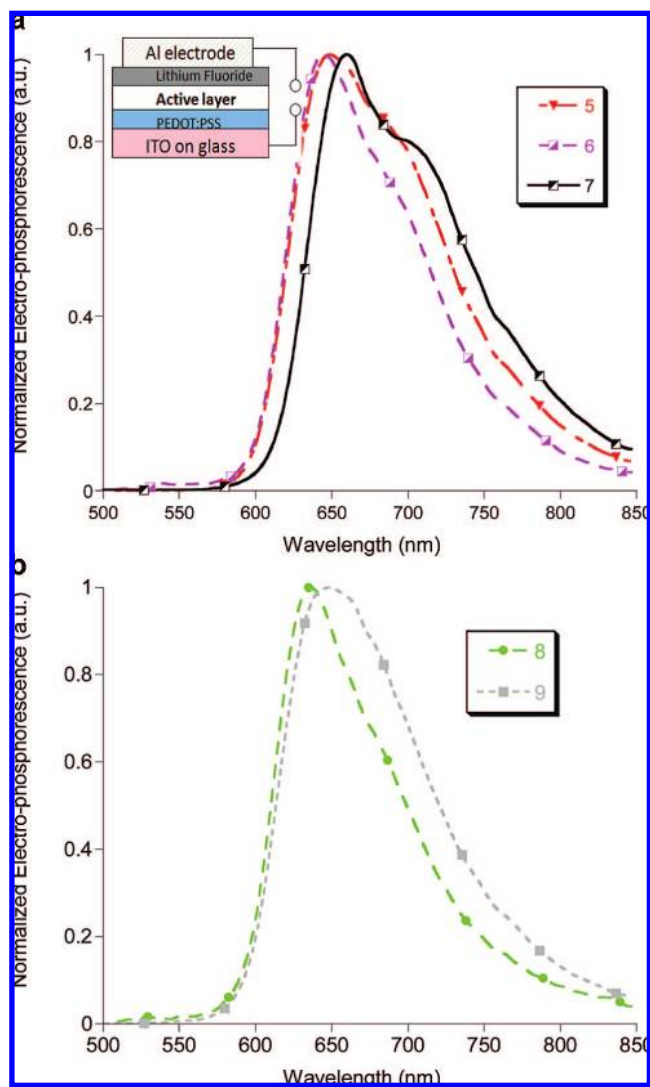 a
Normalized Electro-phosphorescence (a.u.)
1
0.8
0.6
0.4
0.2
0
Al electrode
Lithium Fluoride
Active layer
PEDOT:PSS
ITO on glass
5
6
7
500 550 600 650 700 750 800 850
Wavelength (nm)
b
Normalized Electro-phosphorescence (a.u.)
1
0.8
0.6
0.4
0.2
0
8
9
500 550 600 650 700 750 800 850
Wavelength (nm)